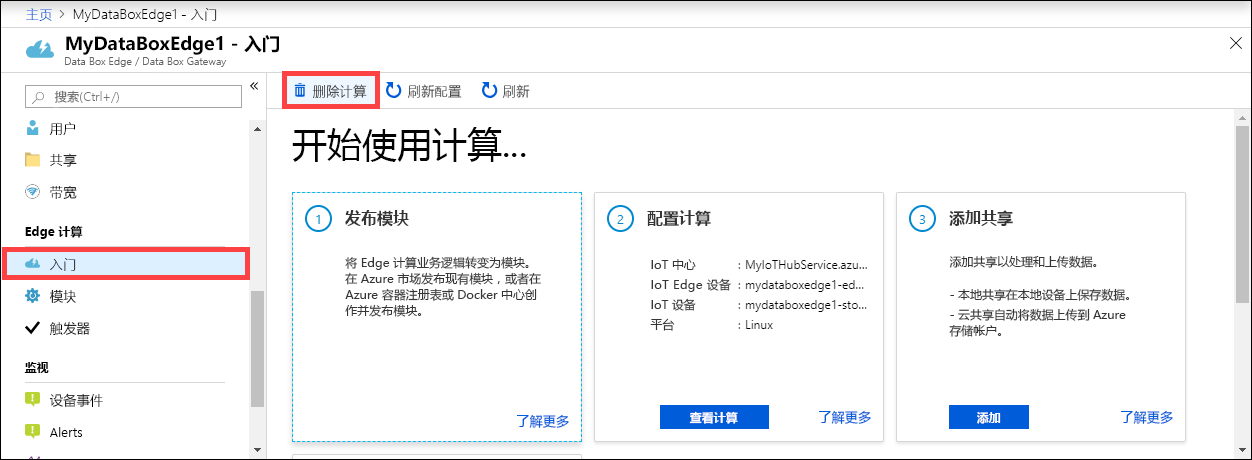 主页 > MyDataBoxEdge1 - 入门
MyDataBoxEdge1 - 入门
Data Box Edge / Data Box Gateway
搜索(Ctrl+/)
用户
共享
带宽
Edge 计算
入门
模块
触发器
监视
设备事件
Alerts
删除计算
刷新配置
刷新
开始使用计算...
1 发布模块
将 Edge 计算业务逻辑转变为模块。
在 Azure 市场发布现有模块，或者在
Azure 容器注册表或 Docker 中心创
作并发布模块。
了解更多
2 配置计算
IoT 中心 : MyIoTHubService.azu...
IoT Edge 设备 : mydataboxedge1-ed...
IoT 设备 : mydataboxedge1-sto...
平台 : Linux
查看计算
了解更多
3 添加共享
添加共享以处理和上传数据。
- 本地共享在本地设备上保存数据。
- 云共享自动将数据上传到 Azure
存储帐户。
添加
了解更多